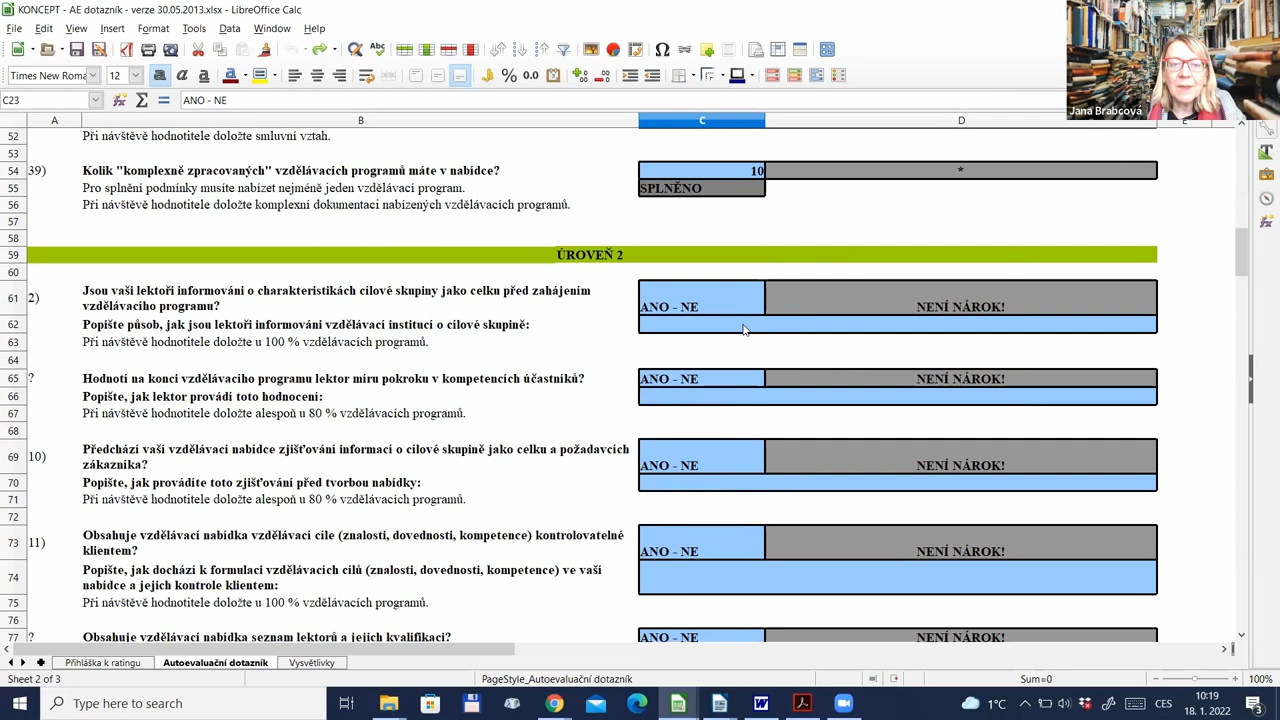 KONCEPT - AE dotazník - verze 30.05.2013.xlsx - LibreOffice Calc
File Edit View Insert Format Tools Data Window Help
Times New Roma 12
C23 ANO - NE
Jana Brabcová
A B C D E
52 Při návštěvě hodnotitele doložte smluvní vztah.
53
54 39) Kolik "komplexně zpracovaných" vzdělávacích programů máte v nabídce? 10 *
55 Pro splnění podmínky musíte nabízet nejméně jeden vzdělávací program. SPLNĚNO
56 Při návštěvě hodnotitele doložte komplexní dokumentaci nabízených vzdělávacích programů.
57
58
59 ÚROVEŇ 2
60
61 2) Jsou vaši lektoři informováni o charakteristikách cílové skupiny jako celku před zahájením
vzdělávacího programu? ANO - NE NENÍ NÁROK!
62 Popište způsob, jak jsou lektoři informováni vzdělávací institucí o cílové skupině:
63 Při návštěvě hodnotitele doložte u 100 % vzdělávacích programů.
64
65 ? Hodnotí na konci vzdělávacího programu lektor míru pokroku v kompetencích účastníků? ANO - NE NENÍ NÁROK!
66 Popište, jak lektor provádí toto hodnocení:
67 Při návštěvě hodnotitele doložte alespoň u 80 % vzdělávacích programů.
68
69 10) Předchází vaší vzdělávací nabídce zjišťování informací o cílové skupině jako celku a požadavcích
zákazníka? ANO - NE NENÍ NÁROK!
70 Popište, jak provádíte toto zjišťování před tvorbou nabídky:
71 Při návštěvě hodnotitele doložte alespoň u 80 % vzdělávacích programů.
72
73 11) Obsahuje vzdělávací nabídka vzdělávací cíle (znalosti, dovednosti, kompetence) kontrolovatelné
klientem? ANO - NE NENÍ NÁROK!
74 Popište, jak dochází k formulaci vzdělávacích cílů (znalosti, dovednosti, kompetence) ve vaší
nabídce a jejich kontrole klientem:
75 Při návštěvě hodnotitele doložte u 100 % vzdělávacích programů.
76
77 ? Obsahuje vzdělávací nabídka seznam lektorů a jejich kvalifikací? ANO - NE NENÍ NÁROK!
Přihláška k ratingu Autoevaluační dotazník Vysvětlivky
Sheet 2 of 3 PageStyle_Autoevaluační dotazník Sum=0 100%
Type here to search 1°C CES 10:19
18. 1. 2022 3